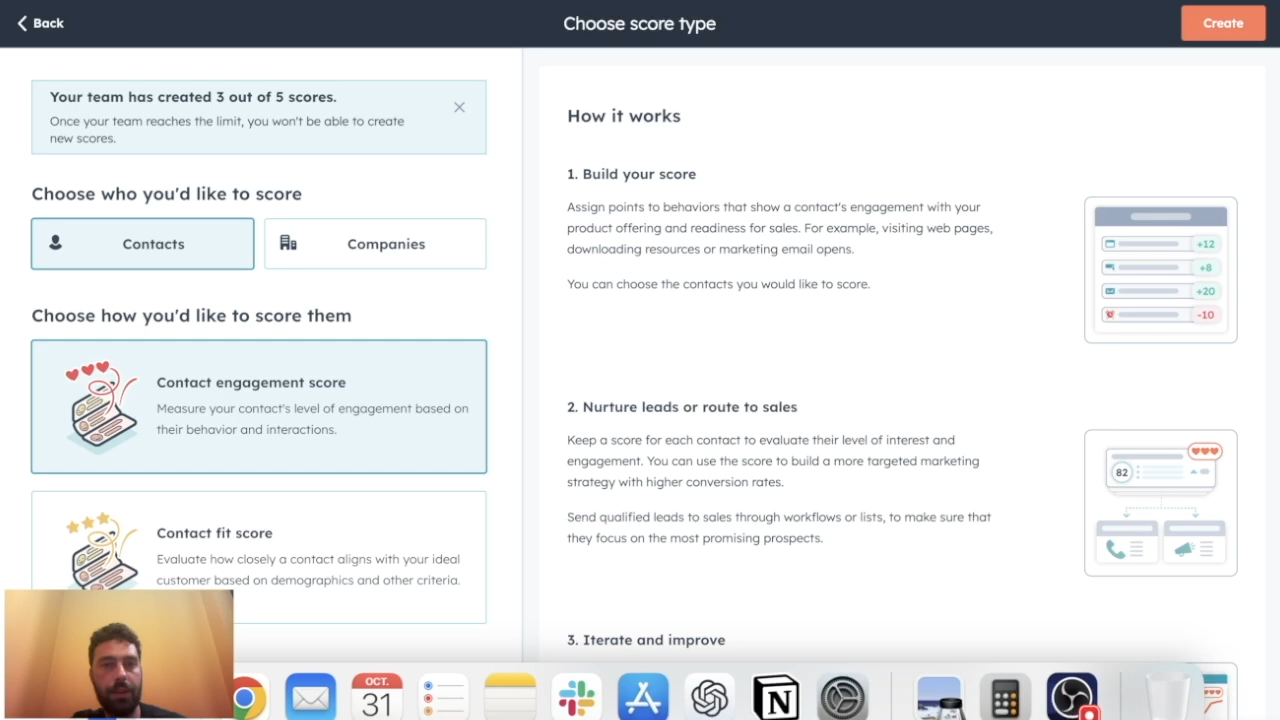 Back
Choose score type
Create
Your team has created 3 out of 5 scores.
Once your team reaches the limit, you won't be able to create
new scores.
Choose who you'd like to score
Contacts
Companies
Choose how you'd like to score them
Contact engagement score
Measure your contact's level of engagement based on
their behavior and interactions.
Contact fit score
Evaluate how closely a contact aligns with your ideal
customer based on demographics and other criteria.
How it works
1. Build your score
Assign points to behaviors that show a contact's engagement with your
product offering and readiness for sales. For example, visiting web pages,
downloading resources or marketing email opens.
You can choose the contacts you would like to score.
+12
+8
+20
-10
2. Nurture leads or route to sales
Keep a score for each contact to evaluate their level of interest and
engagement. You can use the score to build a more targeted marketing
strategy with higher conversion rates.
Send qualified leads to sales through workflows or lists, to make sure that
they focus on the most promising prospects.
82
3. Iterate and improve
OCT.
31
N